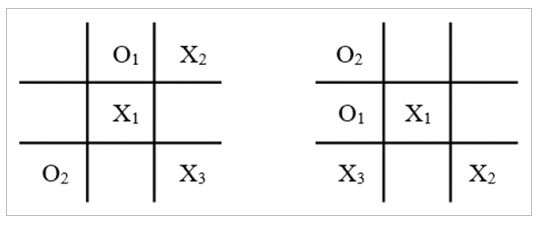 O₁ X₂ O₂
X₁ O₁ X₁
O₂ X₃ X₃ X₂